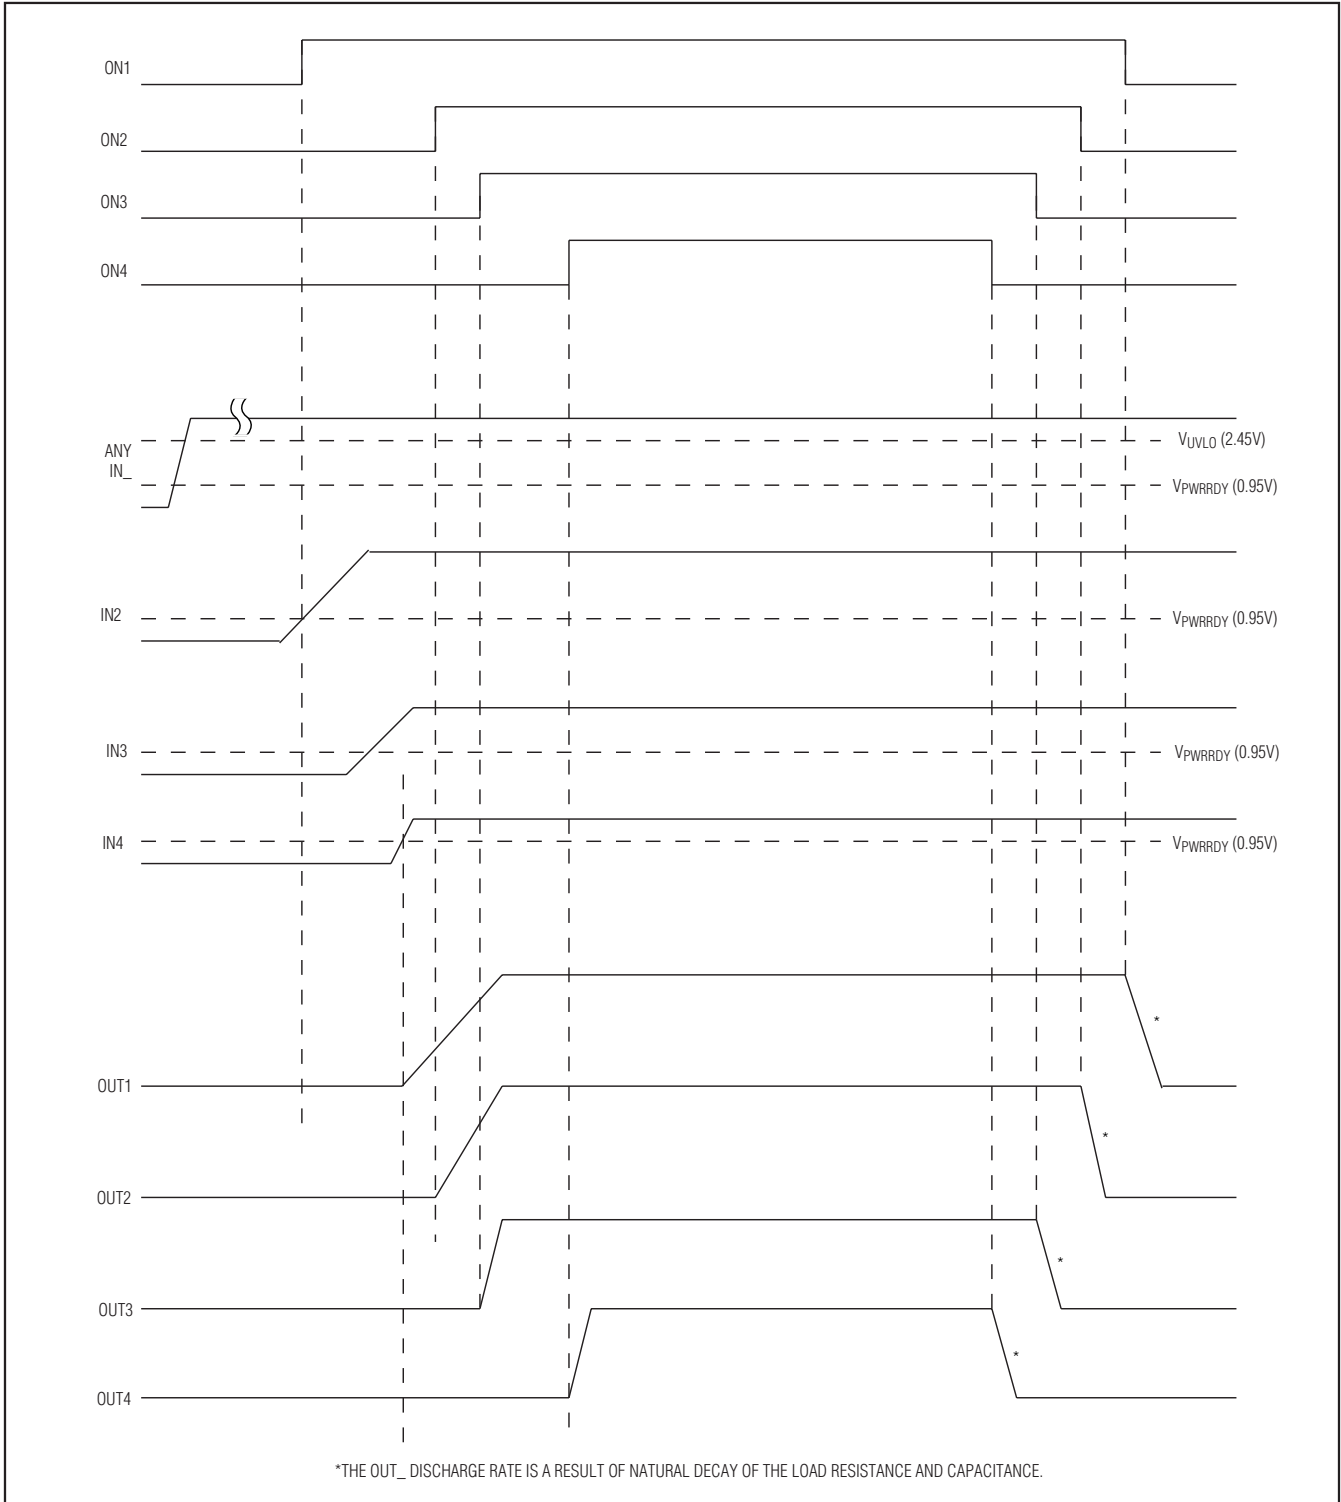 ON1
ON2
ON3
ON4
ANY
IN_
VUVLO (2.45V)
VPWRRDY (0.95V)
IN2
VPWRRDY (0.95V)
IN3
VPWRRDY (0.95V)
IN4
VPWRRDY (0.95V)
*
OUT1
*
OUT2
*
OUT3
*
OUT4
*THE OUT_ DISCHARGE RATE IS A RESULT OF NATURAL DECAY OF THE LOAD RESISTANCE AND CAPACITANCE.